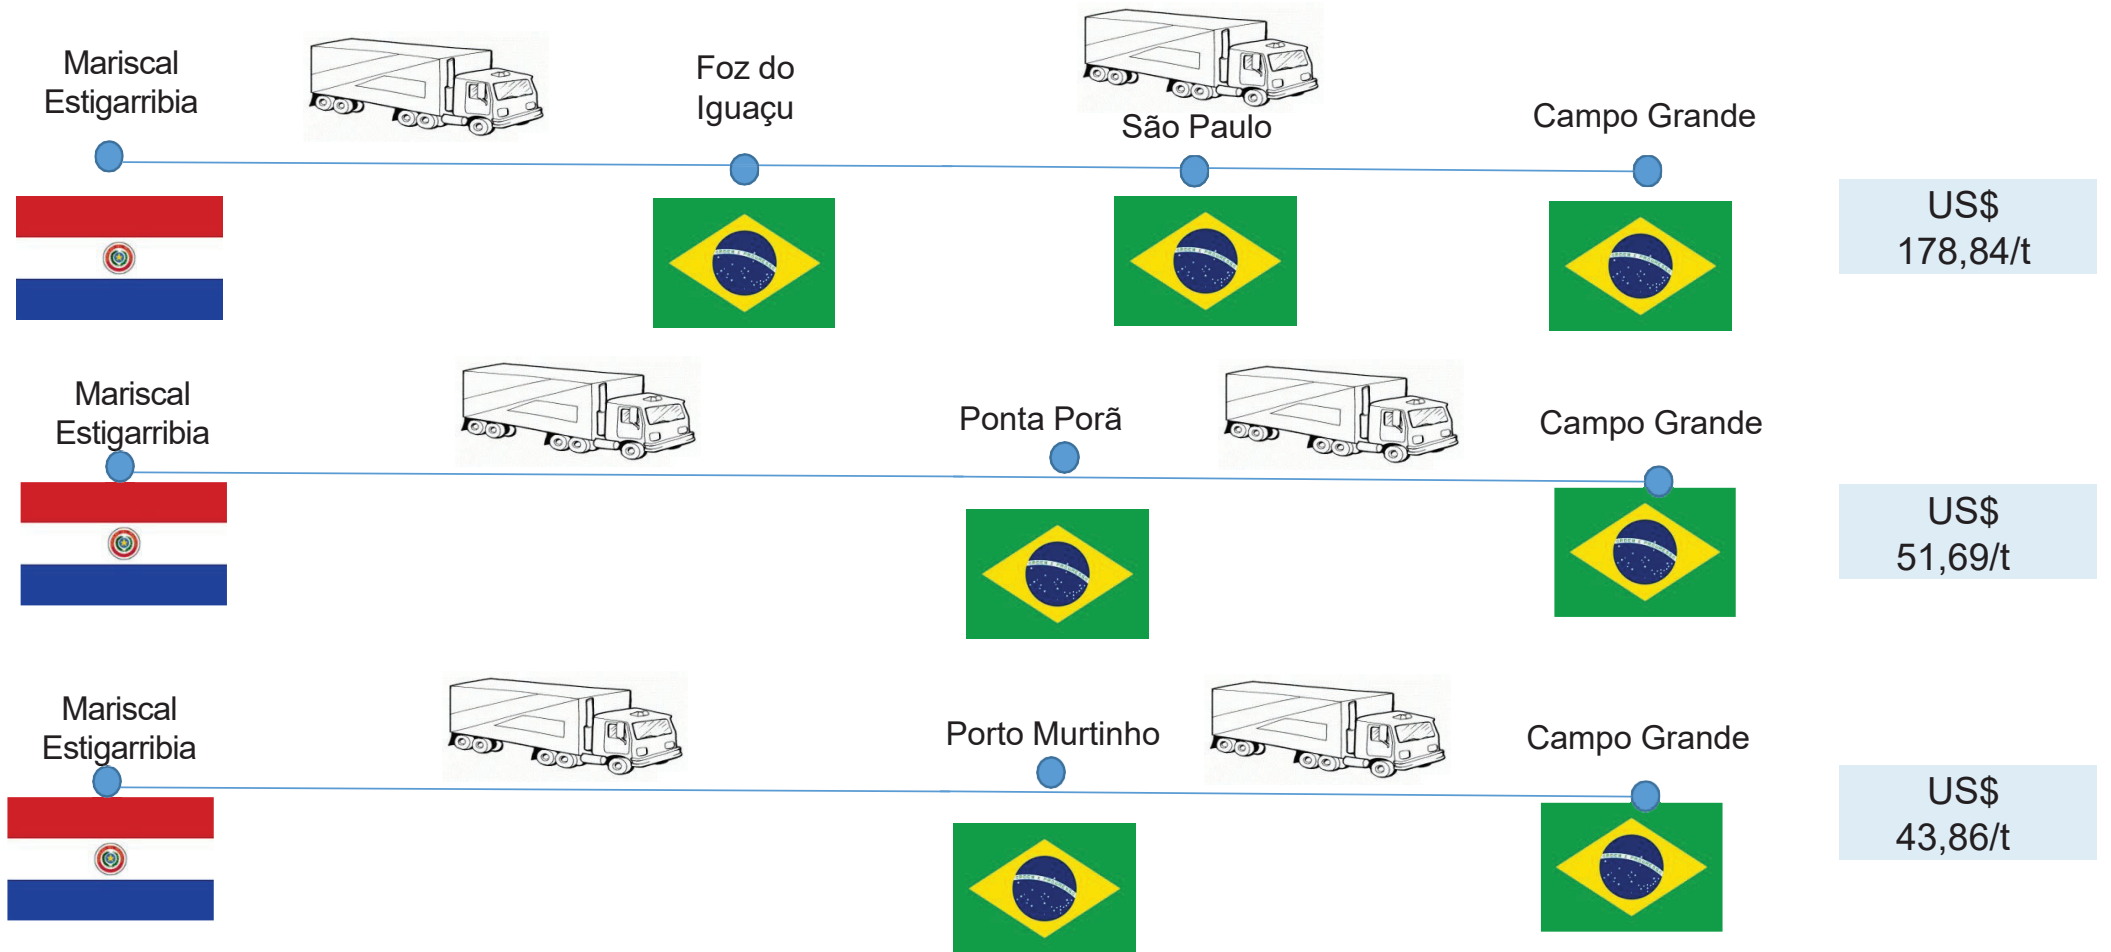 Mariscal
Estigarribia
Foz do
Iguaçu
São Paulo
Campo Grande
US$
178,84/t
Mariscal
Estigarribia
Ponta Porã
Campo Grande
US$
51,69/t
Mariscal
Estigarribia
Porto Murtinho
Campo Grande
US$
43,86/t